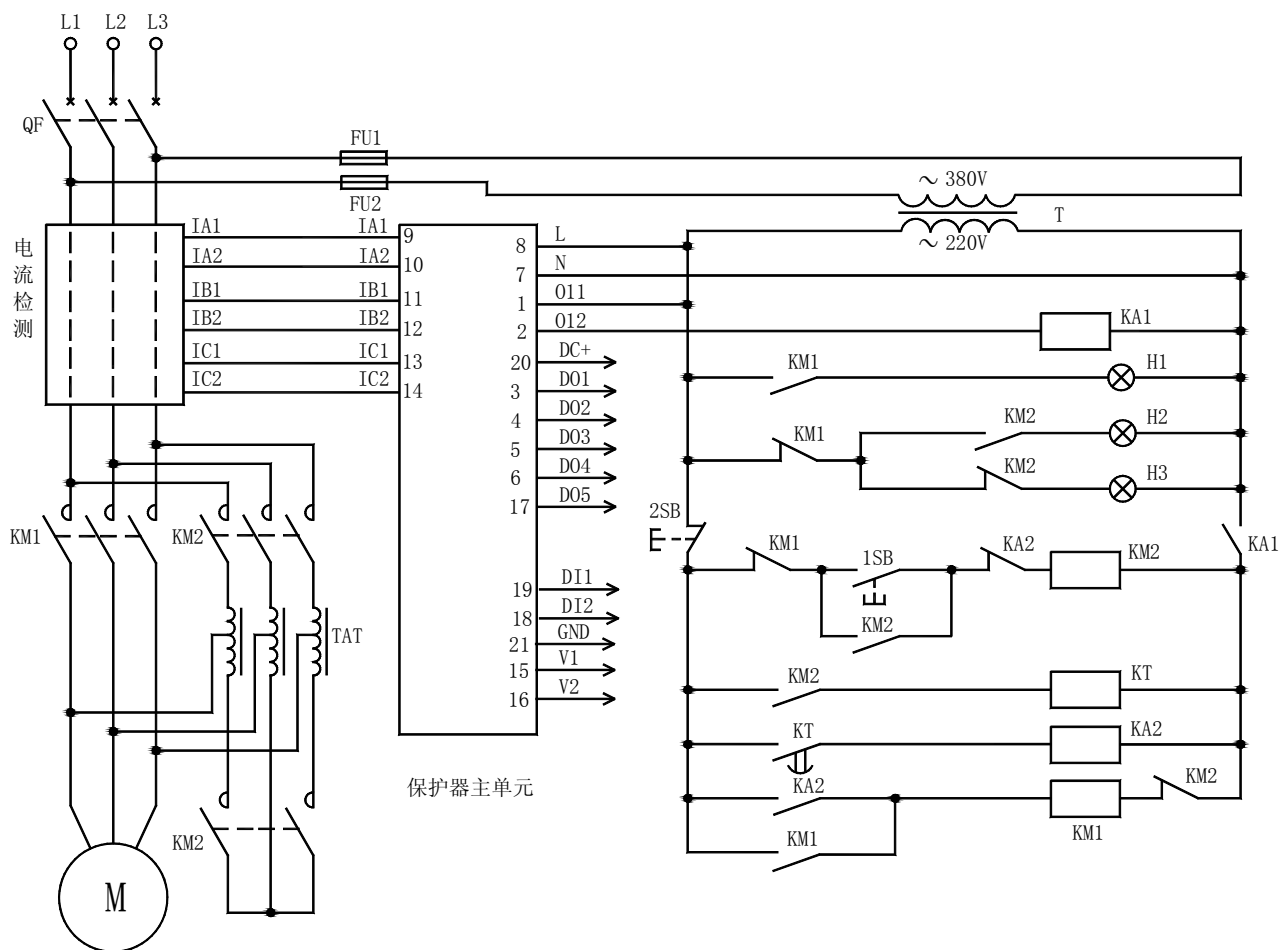 L1 L2 L3
QF
FU1
FU2
～380V
T
～220V
电流检测
IA1 IA1 9
IA2 IA2 10
IB1 IB1 11
IB2 IB2 12
IC1 IC1 13
IC2 IC2 14
8 L
7 N
1 O11
2 O12
20 DC+
3 DO1
4 DO2
5 DO3
6 DO4
17 DO5
19 DI1
18 DI2
21 GND
15 V1
16 V2
保护器主单元
KA1
KM1 H1
KM1 KM2 H2
KM2 H3
2SB
KA1
KM1 1SB KA2 KM2
KM2
KM2 KT
KT KA2
KA2 KM2
KM1
KM1
KM1 KM2
TAT
KM2
M